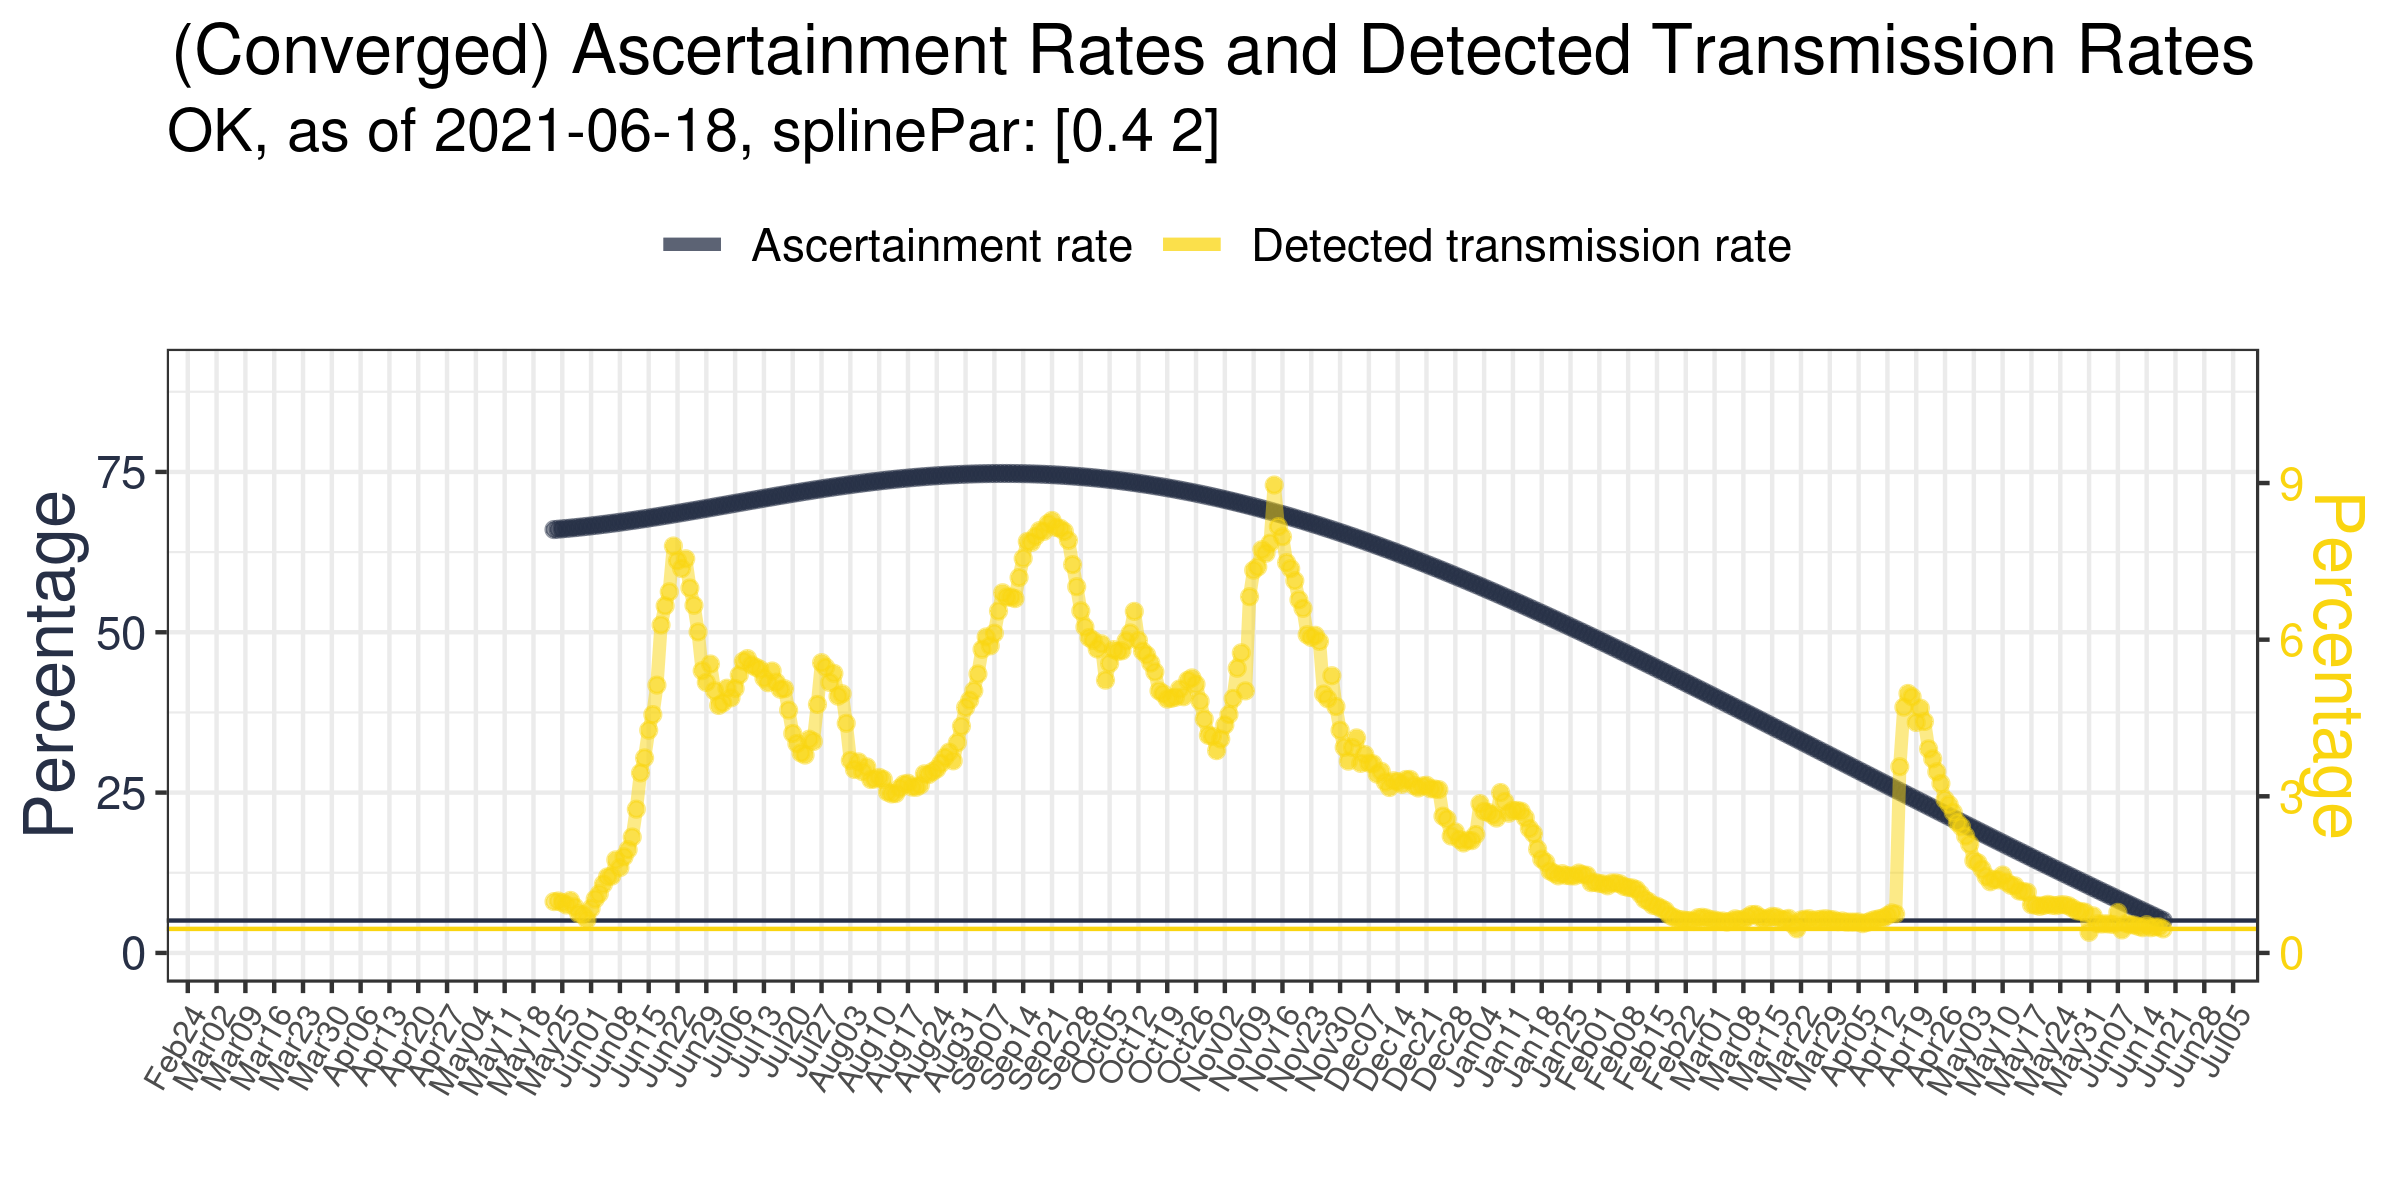 (Converged) Ascertainment Rates and Detected Transmission Rates
OK, as of 2021-06-18, splinePar: [0.4 2]
Ascertainment rate Detected transmission rate
Percentage
75
50
25
0
9
6
3
0
Percentage
Feb24 Mar02 Mar09 Mar16 Mar23 Mar30 Apr06 Apr13 Apr20 Apr27 May04 May11 May18 May25 Jun01 Jun08 Jun15 Jun22 Jun29 Jul06 Jul13 Jul20 Jul27 Aug03 Aug10 Aug17 Aug24 Aug31 Sep07 Sep14 Sep21 Sep28 Oct05 Oct12 Oct19 Oct26 Nov02 Nov09 Nov16 Nov23 Nov30 Dec07 Dec14 Dec21 Dec28 Jan04 Jan11 Jan18 Jan25 Feb01 Feb08 Feb15 Feb22 Mar01 Mar08 Mar15 Mar22 Mar29 Apr05 Apr12 Apr19 Apr26 May03 May10 May17 May24 May31 Jun07 Jun14 Jun21 Jun28 Jul05